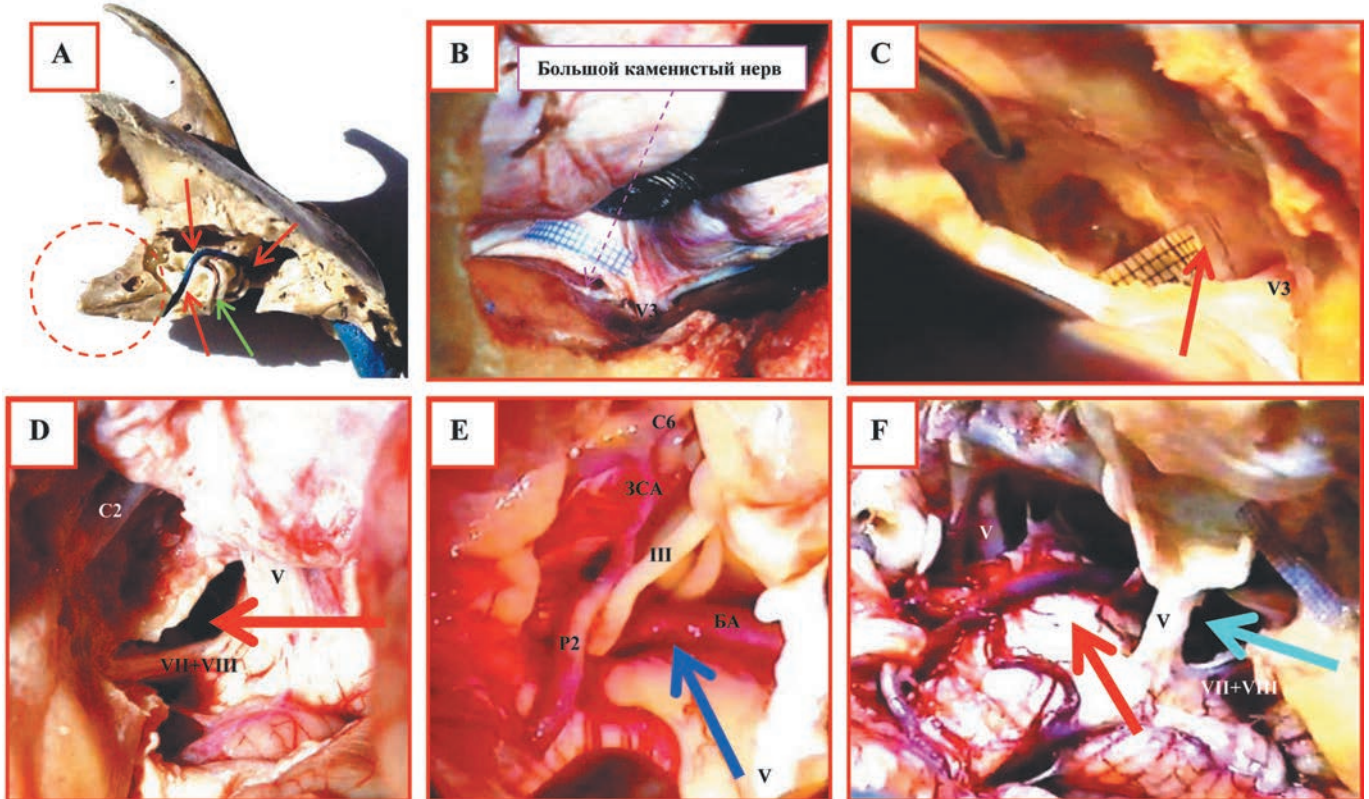 A
B
Большой каменистый нерв
V3
C
V3
D
C2
V
VII+VIII
E
C6
ЗСА
III
P2
БА
V
F
V
V
VII+VIII